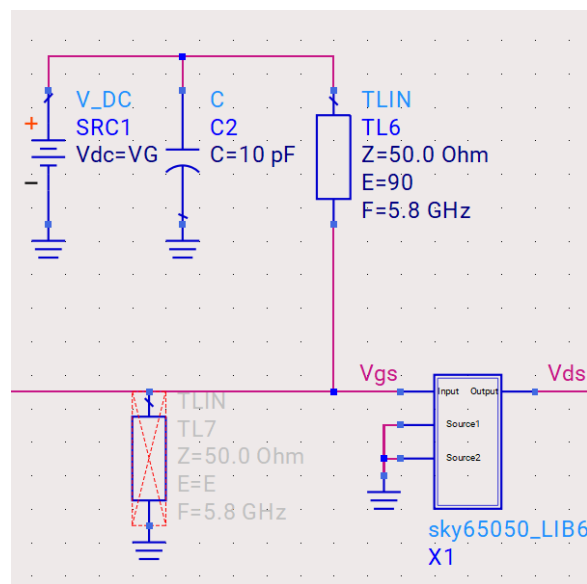 V_DC
SRC1
Vdc=VG
+
−
C
C2
C=10 pF
TLIN
TL6
Z=50.0 Ohm
E=90
F=5.8 GHz
Vgs
Vds
TLIN
TL7
Z=50.0 Ohm
E=E
F=5.8 GHz
Input Output
Source1
Source2
sky65050_LIB6
X1